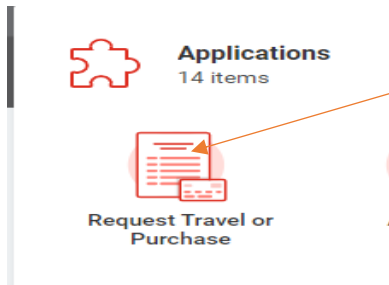 Applications
14 items
Request Travel or
Purchase